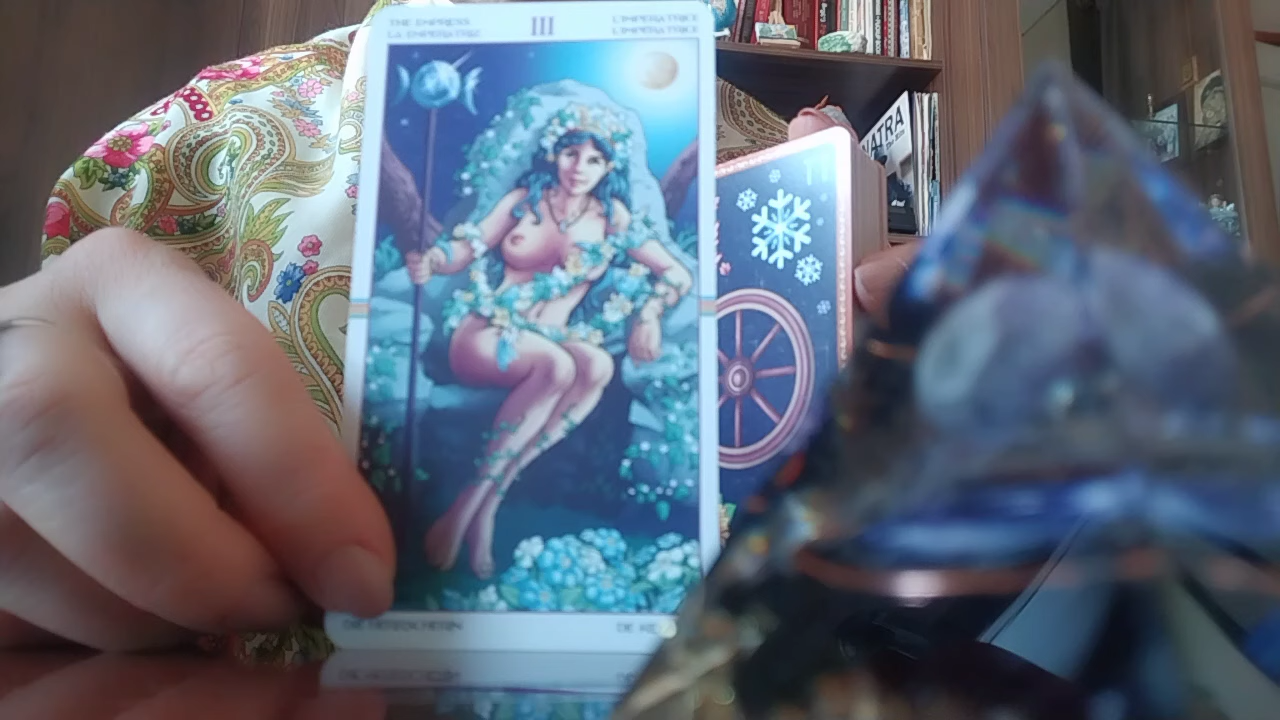 THE EMPRESS
LA EMPERATRIZ
III
L'IMPERATRICE
L'IMPÉRATRICE
DIE HERRSCHERIN